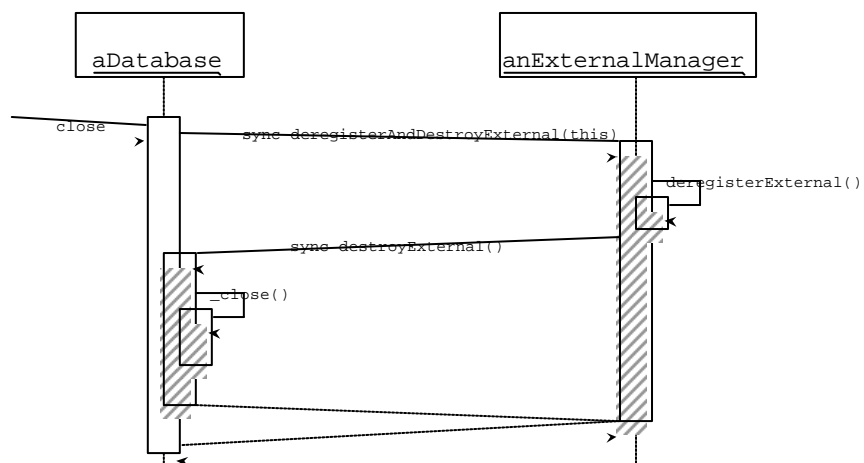 aDatabase
anExternalManager
close
sync deregisterAndDestroyExternal(this)
deregisterExternal()
sync destroyExternal()
_close()